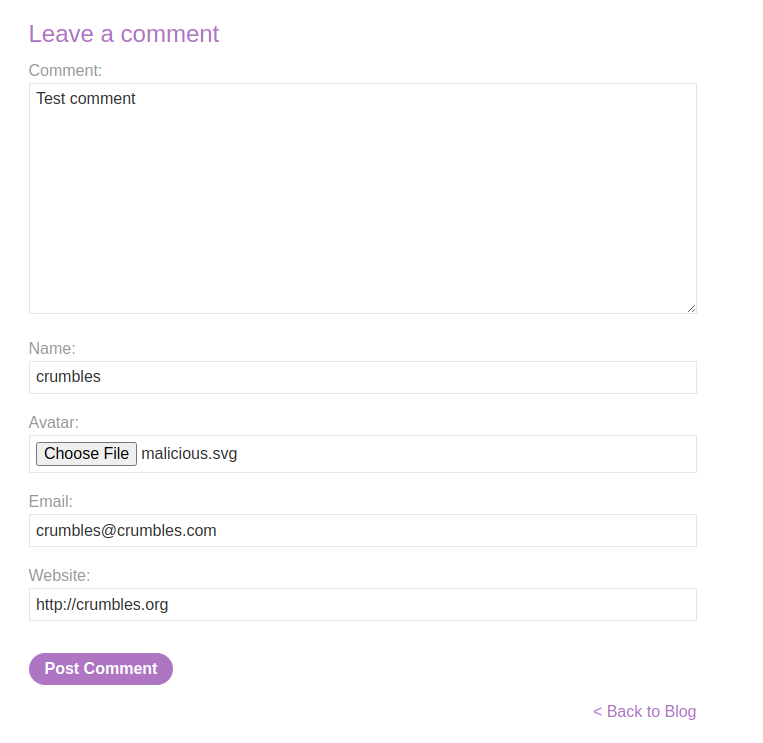 Leave a comment
Comment:
Test comment
Name:
crumbles
Avatar:
Choose File malicious.svg
Email:
crumbles@crumbles.com
Website:
http://crumbles.org
Post Comment
< Back to Blog